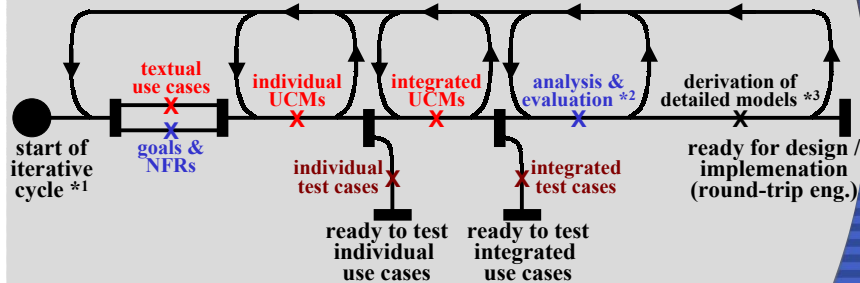 textual
use cases
goals &
NFRs
start of
iterative
cycle *1
individual
UCMs
integrated
UCMs
analysis &
evaluation *2
derivation of
detailed models *3
individual
test cases
integrated
test cases
ready to test
individual
use cases
ready to test
integrated
use cases
ready for design /
implemenation
(round-trip eng.)